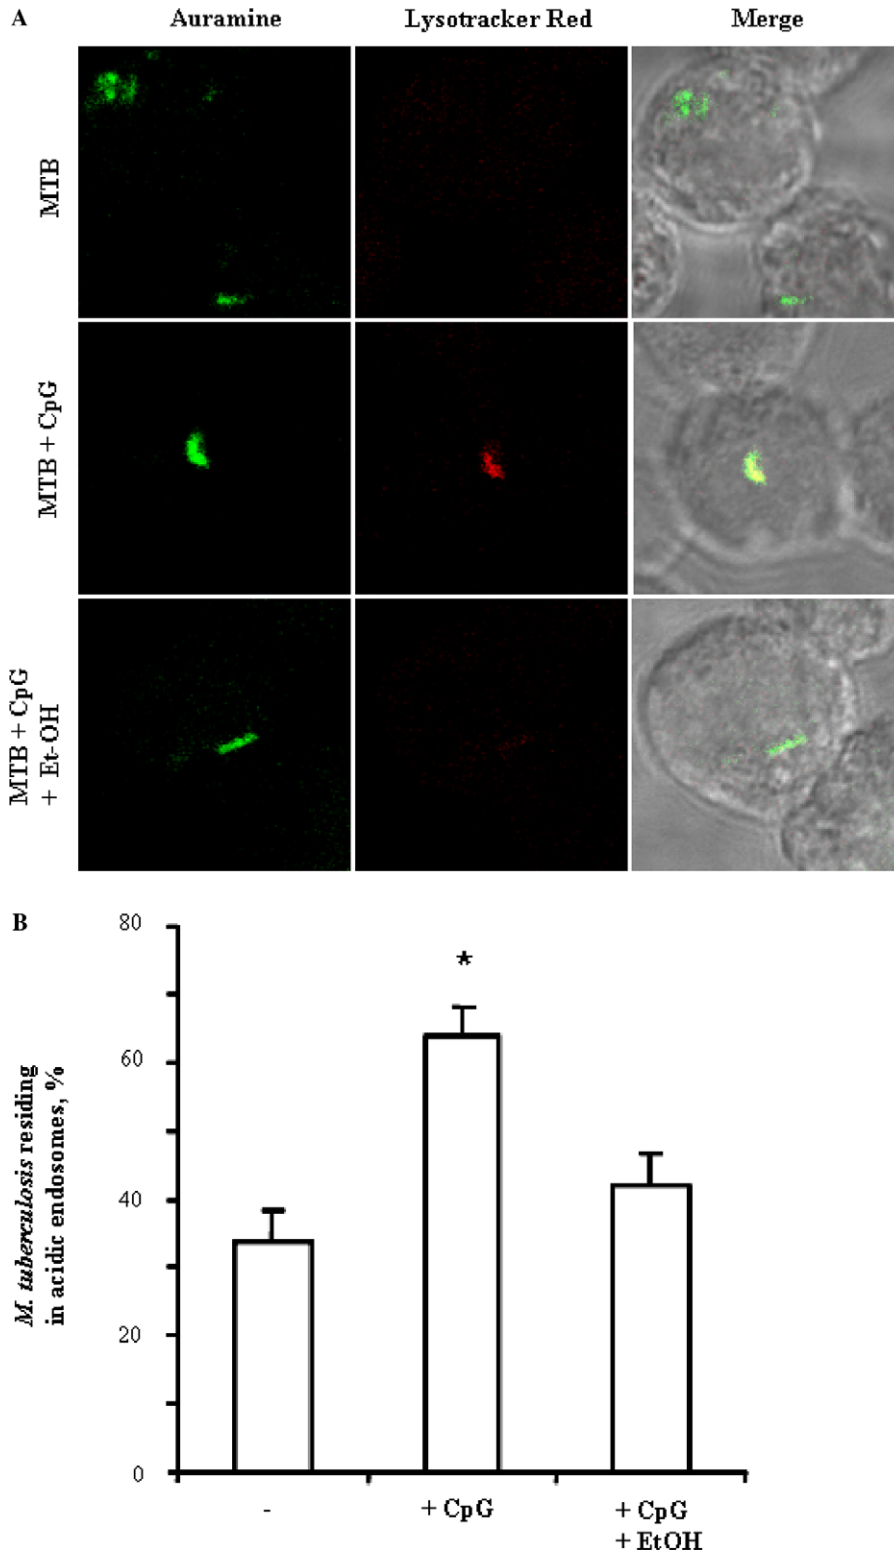 A
Auramine
Lysotracker Red
Merge
MTB
MTB + CpG
MTB + CpG
+ Et-OH
B
80
60
40
20
0
M. tuberculosis residing
in acidic endosomes, %
*
-
+ CpG
+ CpG
+ EtOH